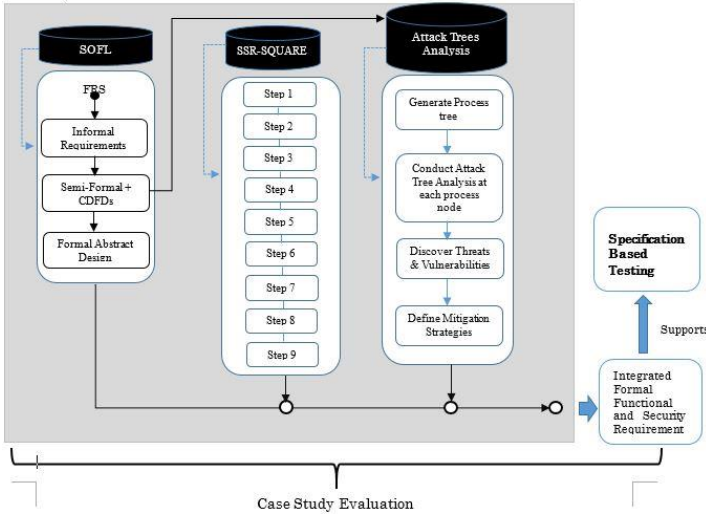 SOFL
FRS
Informal
Requirements
Semi-Formal +
CDFDs
Formal Abstract
Design
SSR-SQUARE
Step 1
Step 2
Step 3
Step 4
Step 5
Step 6
Step 7
Step 8
Step 9
Attack Trees
Analysis
Generate Process
tree
Conduct Attack
Tree Analysis at
each process
node
Discover Threats
& Vulnerabilities
Define Mitigation
Strategies
Specification
Based
Testing
Supports
Integrated
Formal
Functional
and Security
Requirement
Case Study Evaluation